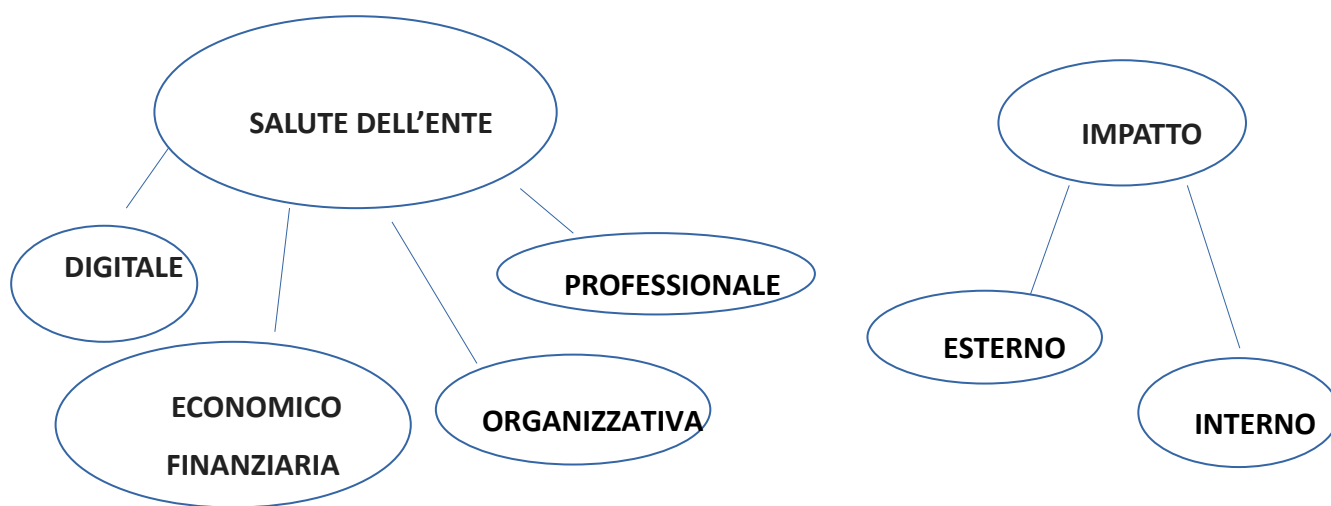 SALUTE DELL’ENTE
IMPATTO
DIGITALE
PROFESSIONALE
ESTERNO
ECONOMICO
FINANZIARIA
ORGANIZZATIVA
INTERNO